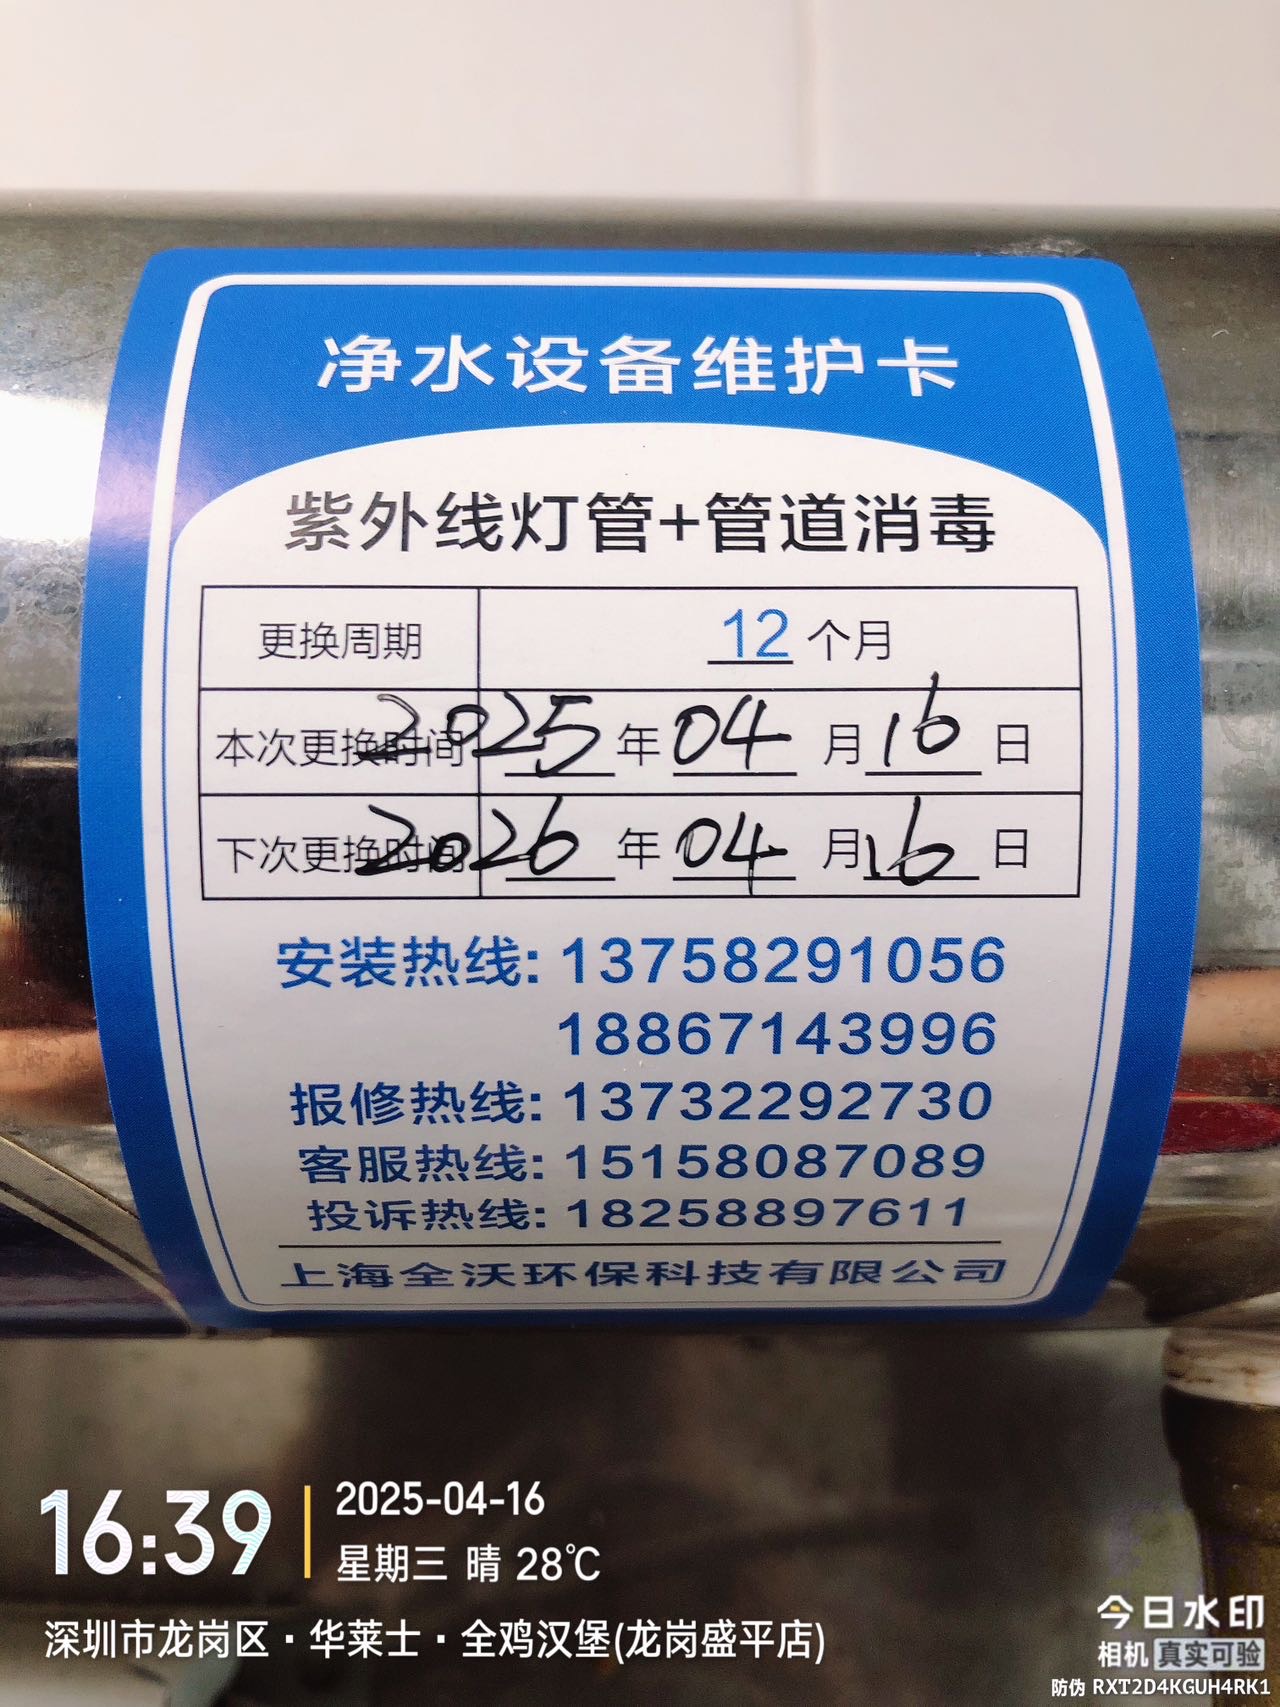 净水设备维护卡
紫外线灯管+管道消毒
更换周期 12 个月
本次更换时间 2025 年 04 月 16 日
下次更换时间 2026 年 04 月 16 日
安装热线: 13758291056
18867143996
报修热线: 13732292730
客服热线: 15158087089
投诉热线: 18258897611
上海全沃环保科技有限公司
16:39
2025-04-16
星期三 晴 28℃
深圳市龙岗区·华莱士·全鸡汉堡(龙岗盛平店)
今日水印
相机 真实可验
防伪 RXT2D4KGUH4RK1